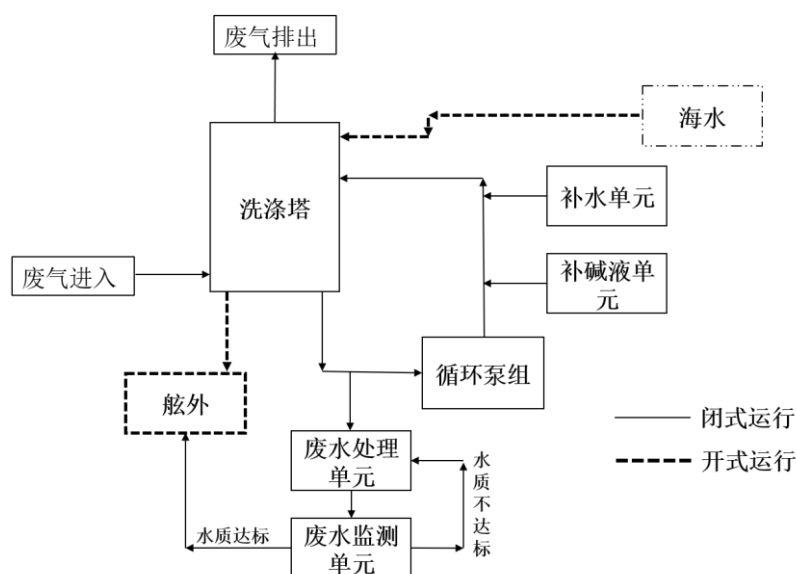 废气排出
海水
洗涤塔
补水单元
废气进入
补碱液单
元
循环泵组
舷外
闭式运行
废水处理
单元
开式运行
水质不达标
水质达标
废水监测
单元